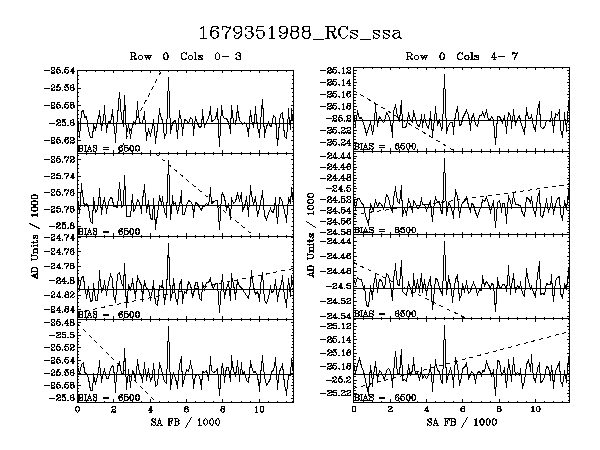 1679351988_RCs_ssa
Row 0 Cols 0- 3
Row 0 Cols 4- 7
-25.54
-25.56
-25.58
-25.6
-25.62
BIAS = 6500
-25.12
-25.16
-25.18
-25.2
-25.22
-25.24
BIAS = 6500
-25.72
-25.74
-25.76
-25.78
-25.8
BIAS = 6500
-24.44
-24.46
-24.5
-24.52
-24.54
-24.56
-24.58
BIAS = 6500
-24.74
-24.76
-24.78
-24.8
-24.82
-24.84
BIAS = 6500
-24.44
-24.46
-24.48
-24.5
-24.52
-24.54
BIAS = 6500
-25.48
-25.5
-25.52
-25.54
-25.56
-25.58
-25.6
BIAS = 6500
-25.12
-25.16
-25.18
-25.2
-25.22
BIAS = 6500
AD Units / 1000
AD Units / 1000
0 2 4 6 8 10
0 2 4 6 8 10
SA FB / 1000
SA FB / 1000